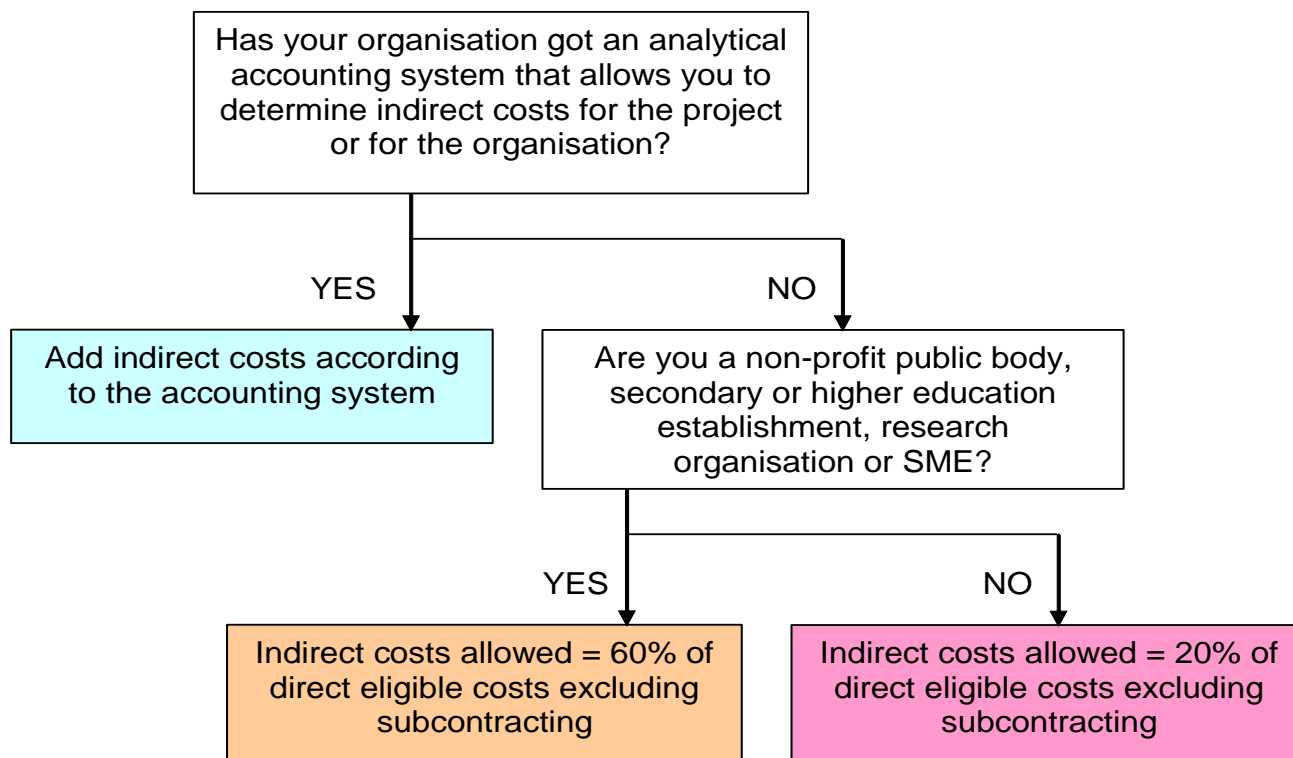 Has your organisation got an analytical
accounting system that allows you to
determine indirect costs for the project
or for the organisation?
YES
NO
Add indirect costs according
to the accounting system
Are you a non-profit public body,
secondary or higher education
establishment, research
organisation or SME?
YES
NO
Indirect costs allowed = 60% of
direct eligible costs excluding
subcontracting
Indirect costs allowed = 20% of
direct eligible costs excluding
subcontracting